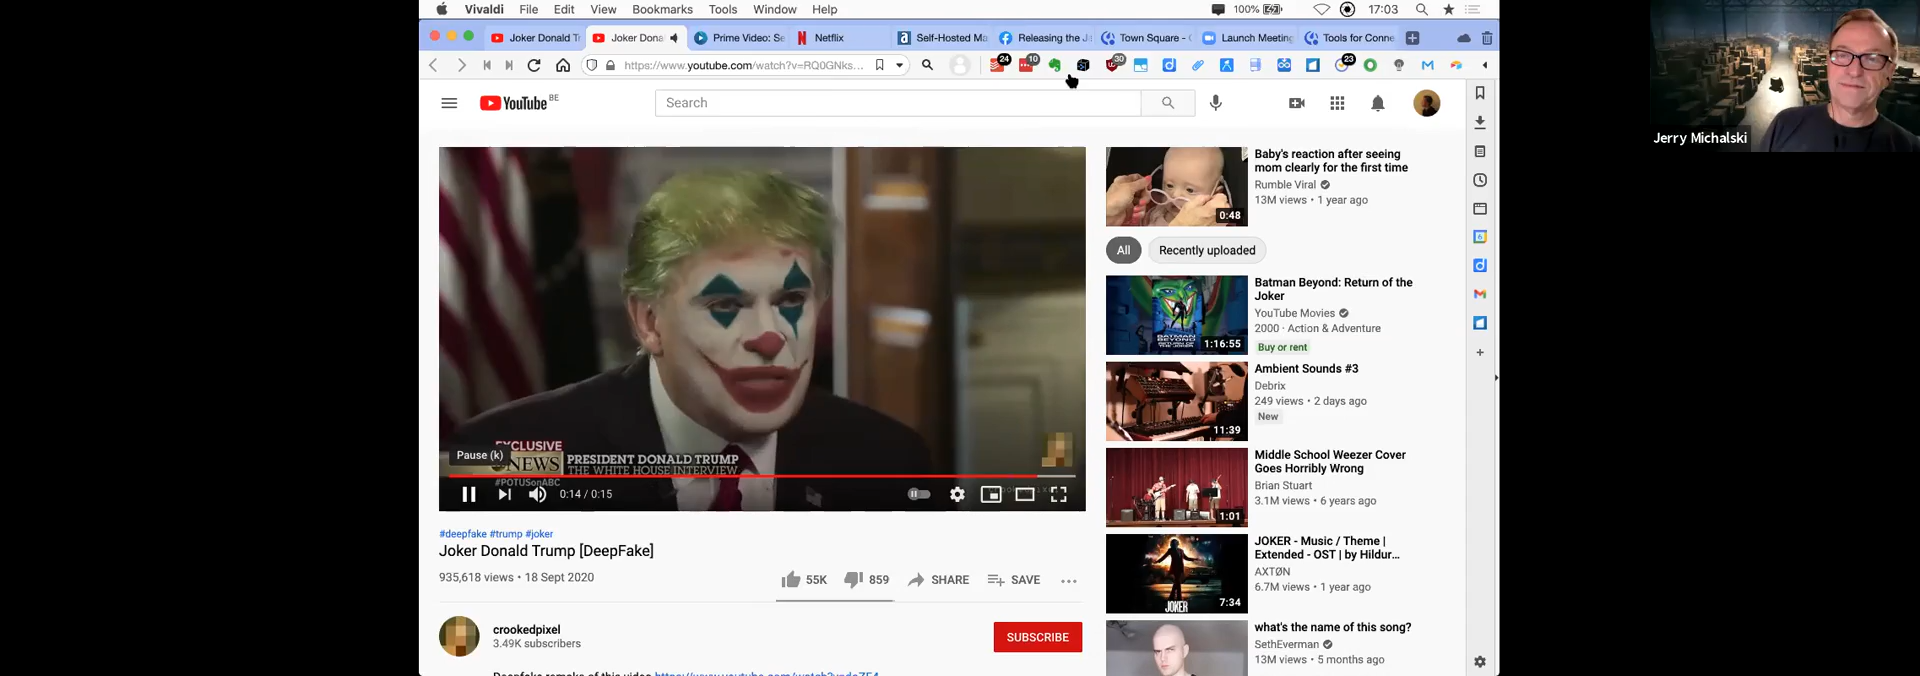 Vivaldi File Edit View Bookmarks Tools Window Help
100% 17:03
Joker Donald Tr
Joker Dona
Prime Video: Se
Netflix
Self-Hosted Ma
Releasing the Jo
Town Square -
Launch Meeting
Tools for Conne
https://www.youtube.com/watch?v=RQ0GNks...
24
10
30
23
YouTube BE
Search
Jerry Michalski
EXCLUSIVE
NEWS
PRESIDENT DONALD TRUMP
THE WHITE HOUSE INTERVIEW
#POTUSonABC
Pause (k)
0:14 / 0:15
#deepfake #trump #joker
Joker Donald Trump [DeepFake]
935,618 views • 18 Sept 2020
55K
859
SHARE
SAVE
crookedpixel
3.49K subscribers
SUBSCRIBE
Baby's reaction after seeing
mom clearly for the first time
Rumble Viral
13M views • 1 year ago
0:48
All
Recently uploaded
Batman Beyond: Return of the
Joker
YouTube Movies
2000 · Action & Adventure
Buy or rent
1:16:55
Ambient Sounds #3
Debrix
249 views • 2 days ago
New
11:39
Middle School Weezer Cover
Goes Horribly Wrong
Brian Stuart
3.1M views • 6 years ago
1:01
JOKER - Music / Theme |
Extended - OST | by Hildur...
AXTØN
6.7M views • 1 year ago
JOKER
7:34
what's the name of this song?
SethEverman
13M views • 5 months ago